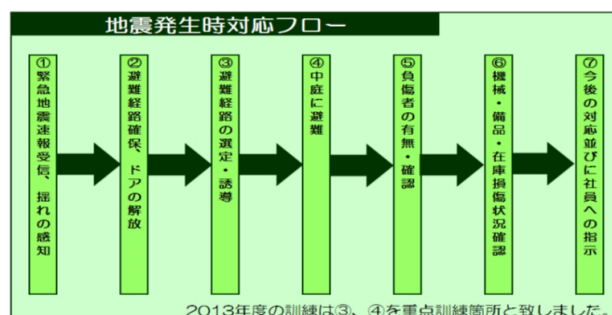 地震発生時対応フロー
①緊急地震速報受信、揺れの感知
②避難経路確保、ドアの解放
③避難経路の選定・誘導
④中庭に避難
⑤負傷者の有無・確認
⑥機械・備品・在庫損傷状況確認
⑦今後の対応並びに社員への指示
2013年度の訓練は③、④を重点訓練箇所と致しました。